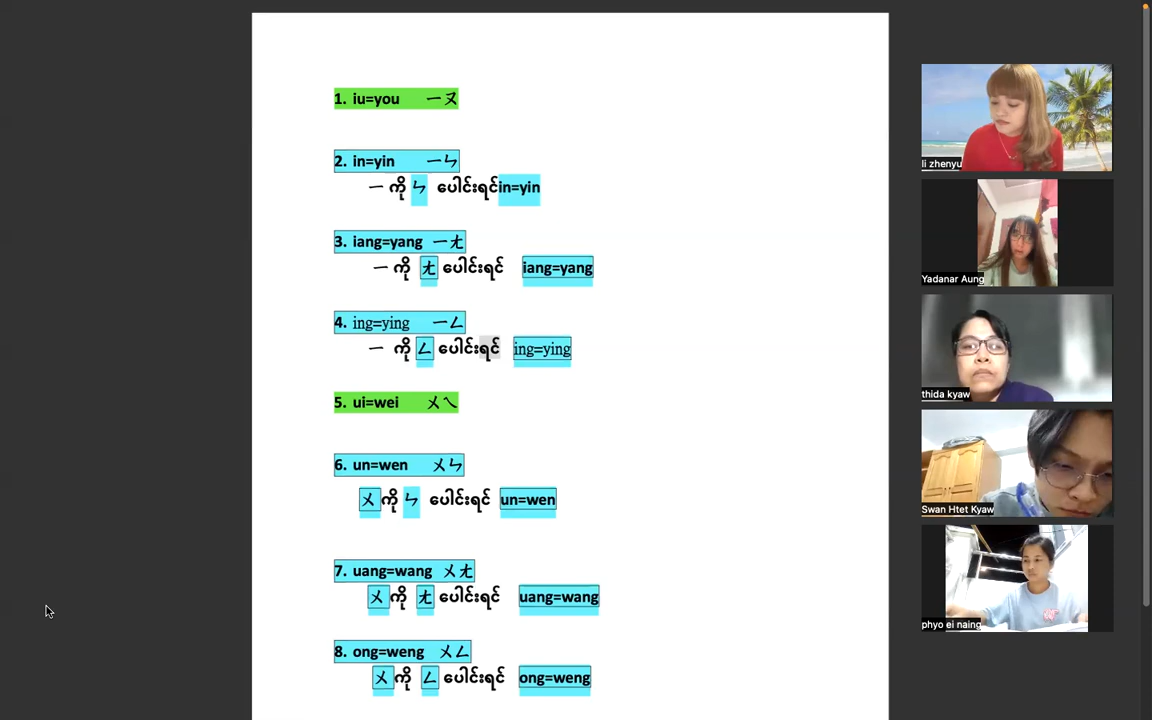 1. iu=you ㄧㄡ
2. in=yin ㄧㄣ
ㄧ ကို ㄣ ပေါင်းရင်in=yin
3. iang=yang ㄧㄤ
ㄧ ကို ㄤ ပေါင်းရင် iang=yang
4. ing=ying ㄧㄥ
ㄧ ကို ㄥ ပေါင်းရင် ing=ying
5. ui=wei ㄨㄟ
6. un=wen ㄨㄣ
ㄨကို ㄣ ပေါင်းရင် un=wen
7. uang=wang ㄨㄤ
ㄨကို ㄤ ပေါင်းရင် uang=wang
8. ong=weng ㄨㄥ
ㄨကို ㄥ ပေါင်းရင် ong=weng
li zhenyu
Yadanar Aung
thida kyaw
Swan Htet Kyaw
phyo ei naing